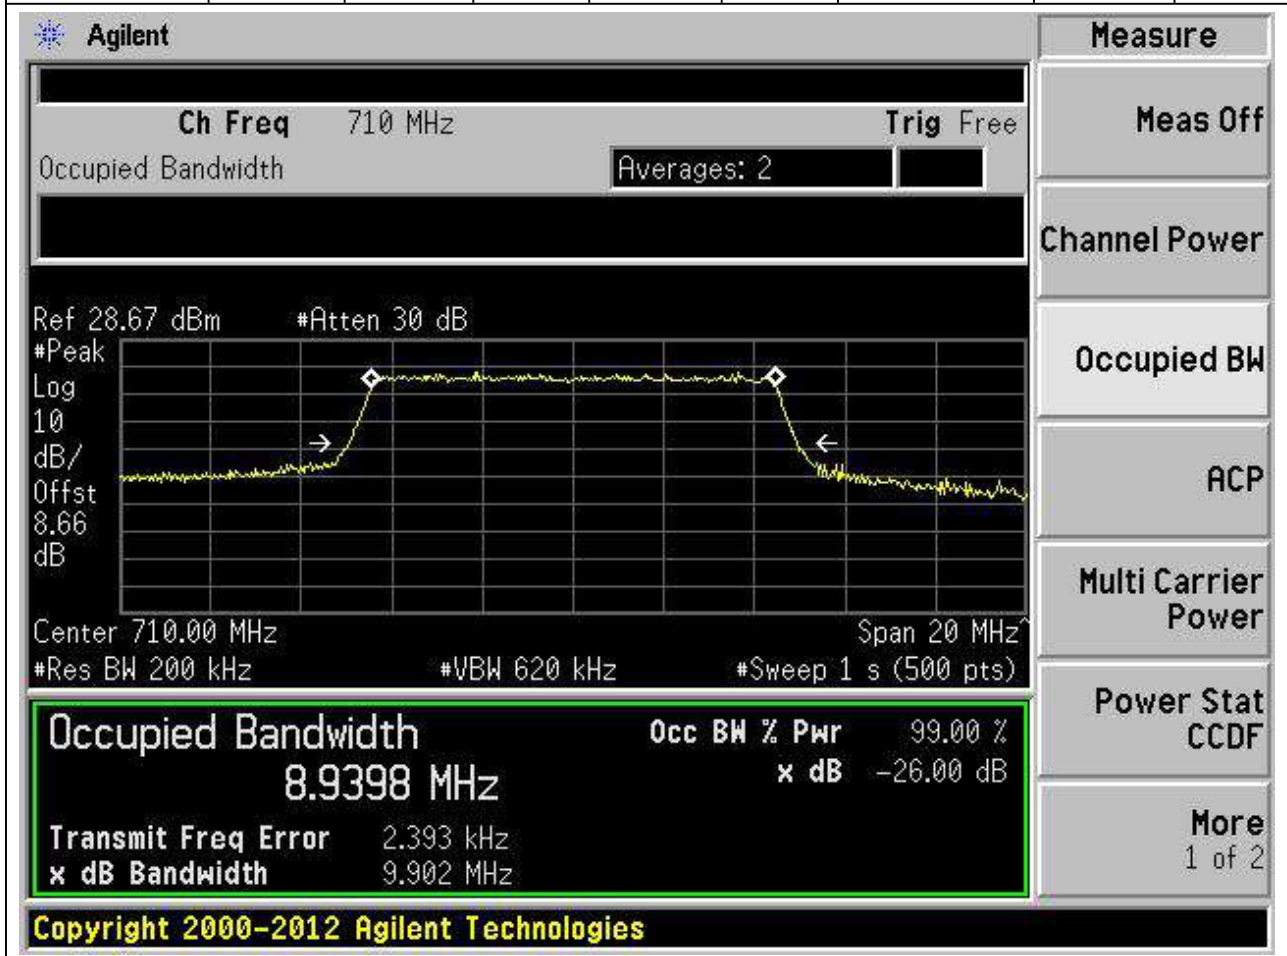 Agilent
Measure
Ch Freq 710 MHz Trig Free
Meas Off
Occupied Bandwidth Averages: 2
Channel Power
Ref 28.67 dBm #Atten 30 dB
#Peak
Log
10
dB/
Offst
8.66
dB
Occupied BW
ACP
Multi Carrier
Power
Center 710.00 MHz Span 20 MHz^
#Res BW 200 kHz #VBW 620 kHz #Sweep 1 s (500 pts)
Power Stat
CCDF
Occupied Bandwidth Occ BW % Pwr 99.00 %
8.9398 MHz x dB -26.00 dB
Transmit Freq Error 2.393 kHz
x dB Bandwidth 9.902 MHz
More
1 of 2
Copyright 2000-2012 Agilent Technologies